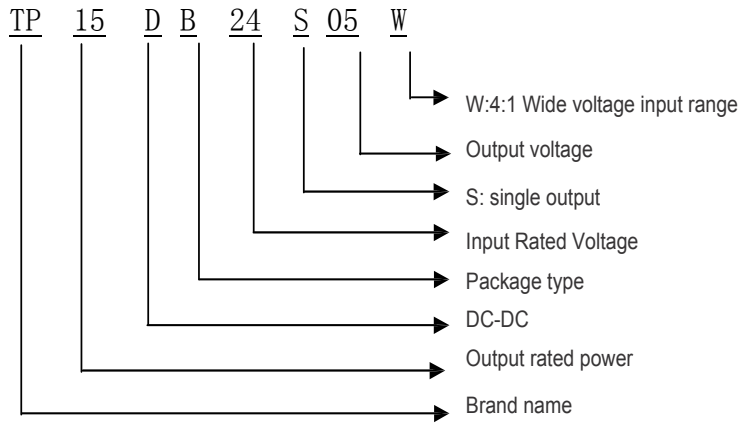 TP 15 D B 24 S 05 W
W:4:1 Wide voltage input range
Output voltage
S: single output
Input Rated Voltage
Package type
DC-DC
Output rated power
Brand name